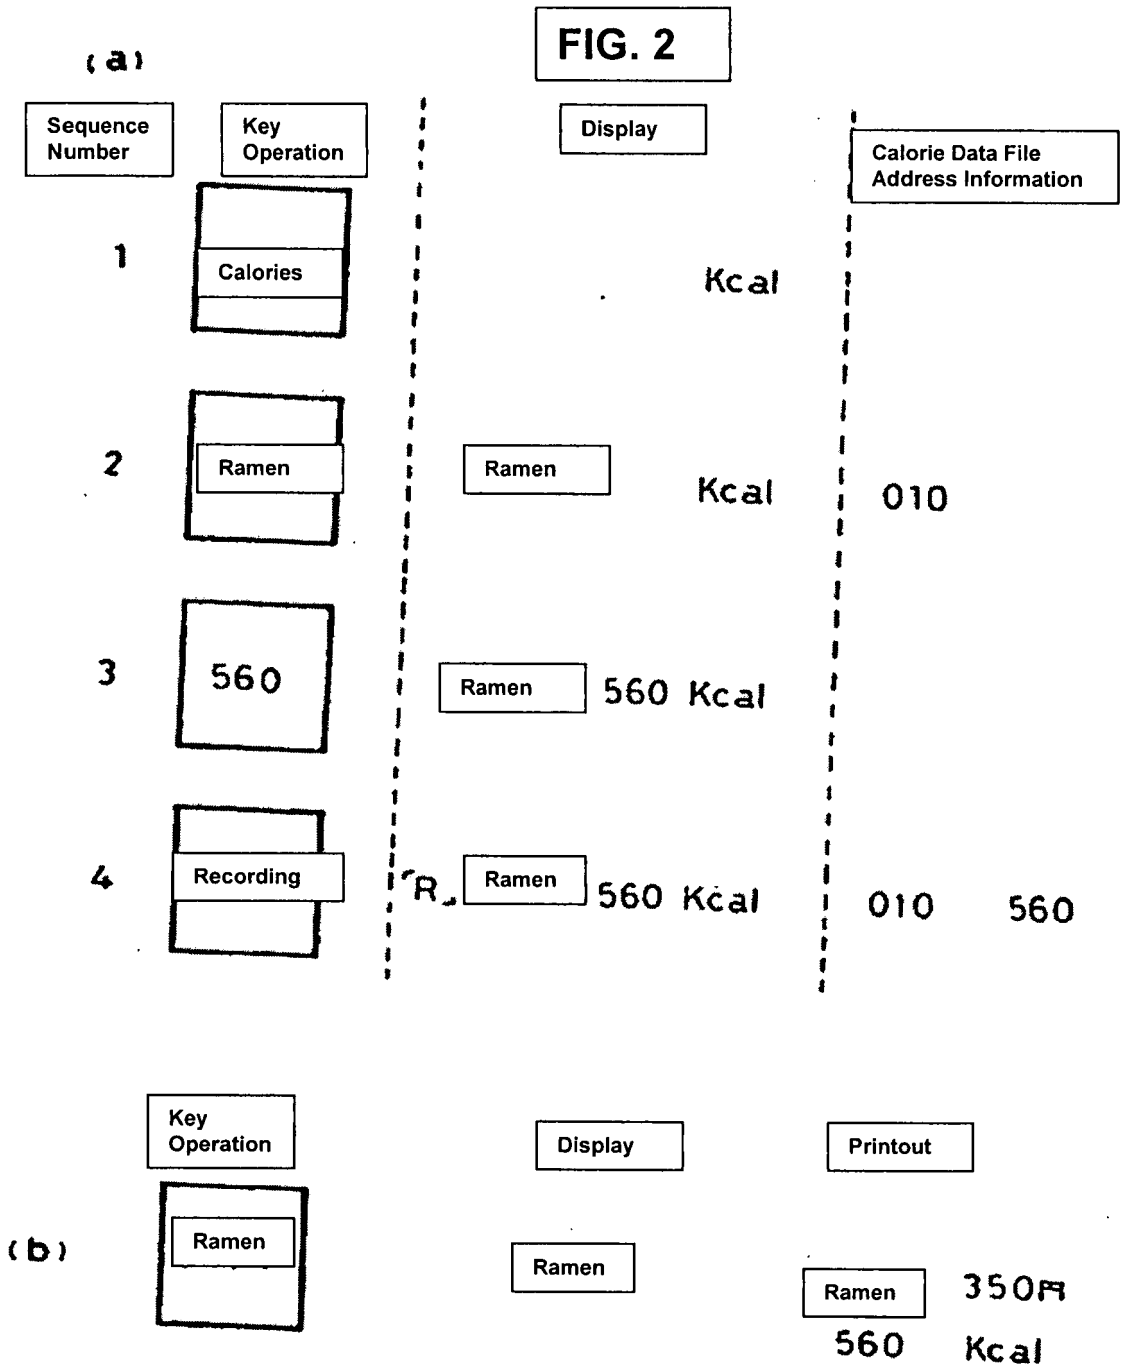 FIG. 2
(a)
Sequence Number
Key Operation
Display
Calorie Data File Address Information
1
Calories
Kcal
2
Ramen
Ramen
Kcal
010
3
560
Ramen
560 Kcal
4
Recording
「R」
Ramen
560 Kcal
010 560
Key Operation
Display
Printout
(b)
Ramen
Ramen
Ramen
350円
560 Kcal